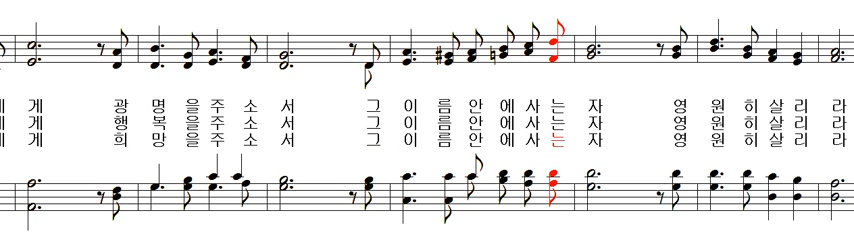 게 광 명 을 주 소 서 그 이 름 안 에 사 는 자 영 원 히 살 리 라
게 행 복 을 주 소 서 그 이 름 안 에 사 는 자 영 원 히 살 리 라
게 희 망 을 주 소 서 그 이 름 안 에 사 는 자 영 원 히 살 리 라